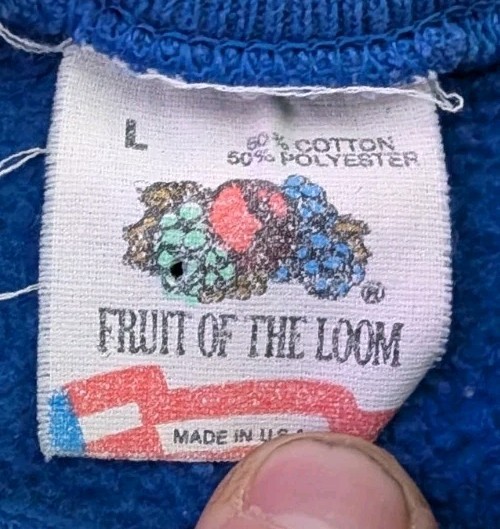 L
50% COTTON
50% POLYESTER
®
FRUIT OF THE LOOM
MADE IN U.S.A